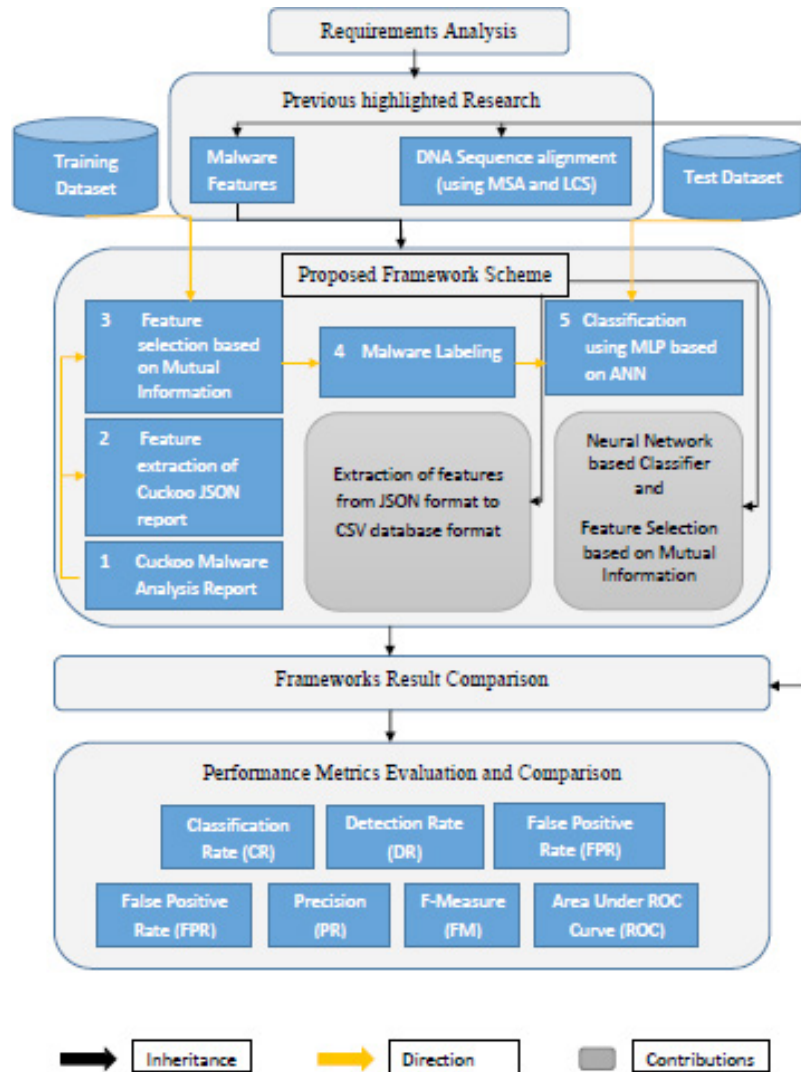 Requirements Analysis
Previous highlighted Research
Training
Dataset
Malware
Features
DNA Sequence alignment
(using MSA and LCS)
Test Dataset
Proposed Framework Scheme
3 Feature
selection based
on Mutual
Information
4 Malware Labeling
5 Classification
using MLP based
on ANN
2 Feature
extraction of
Cuckoo JSON
report
1 Cuckoo Malware
Analysis Report
Extraction of features
from JSON format to
CSV database format
Neural Network
based Classifier
and
Feature Selection
based on Mutual
Information
Frameworks Result Comparison
Performance Metrics Evaluation and Comparison
Classification
Rate (CR)
Detection Rate
(DR)
False Positive
Rate (FPR)
False Positive
Rate (FPR)
Precision
(PR)
F-Measure
(FM)
Area Under ROC
Curve (ROC)
Inheritance
Direction
Contributions